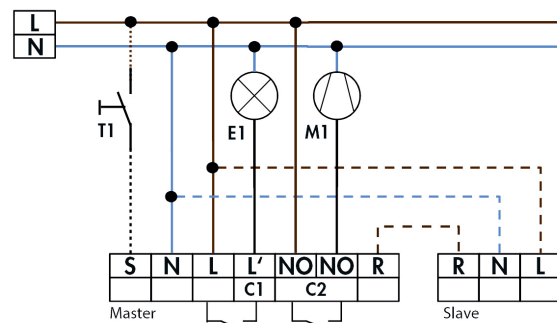 L
N
T1
E1
M1
S N L L′ NO NO R
R N L
C1 C2
Master
Slave